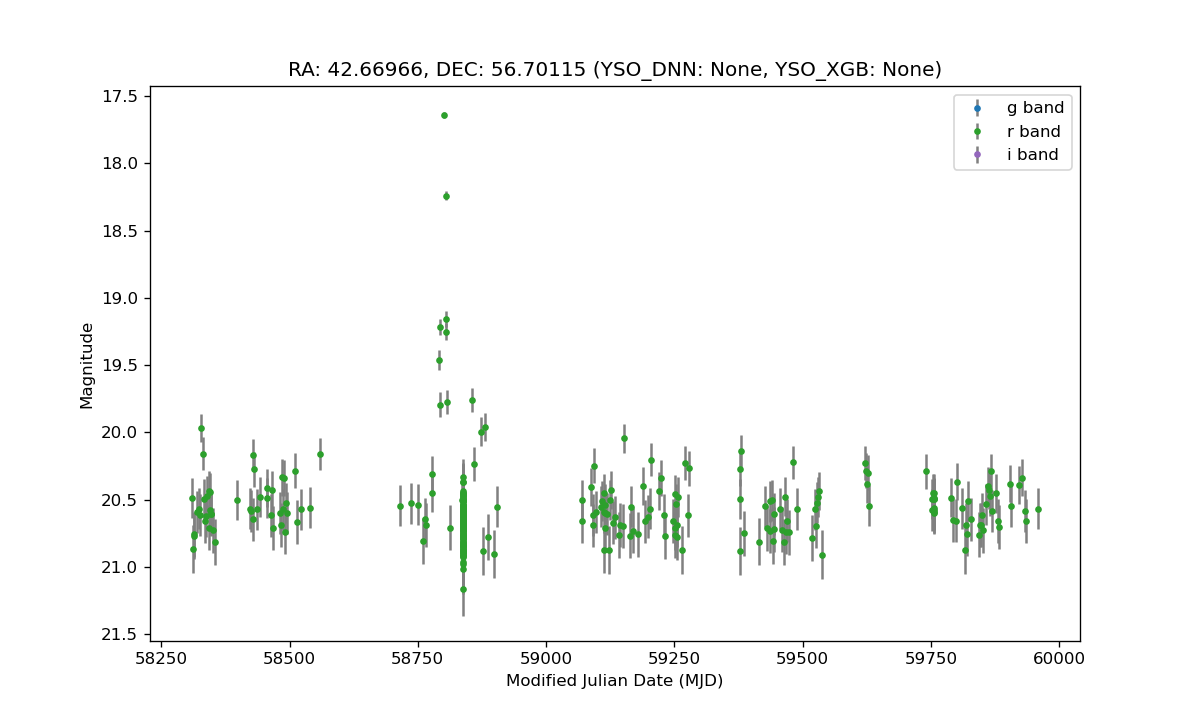 RA: 42.66966, DEC: 56.70115 (YSO_DNN: None, YSO_XGB: None)
g band
r band
i band
17.5
18.0
18.5
19.0
19.5
20.0
20.5
21.0
21.5
Magnitude
58250 58500 58750 59000 59250 59500 59750 60000
Modified Julian Date (MJD)